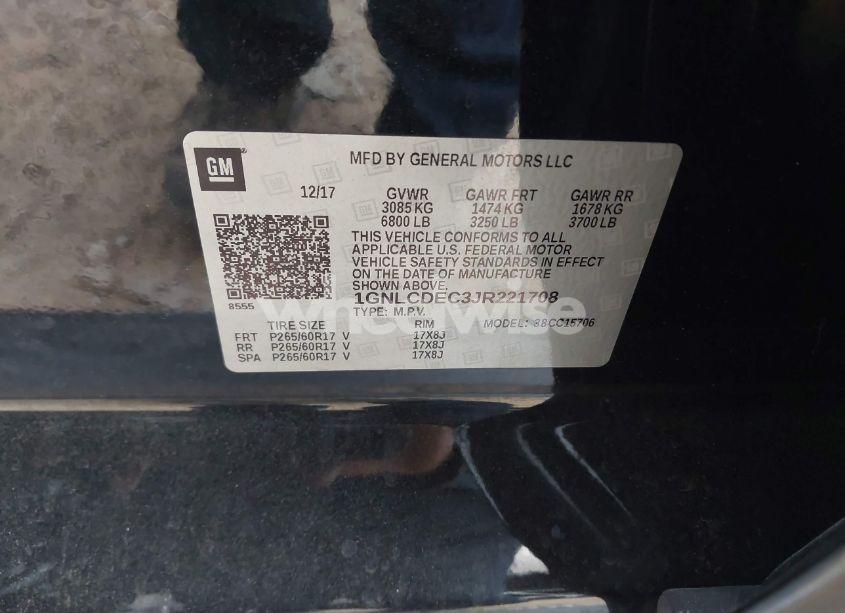 GM
MFD BY GENERAL MOTORS LLC
12/17 GVWR GAWR FRT GAWR RR
3085 KG 1474 KG 1678 KG
6800 LB 3250 LB 3700 LB
THIS VEHICLE CONFORMS TO ALL
APPLICABLE U.S. FEDERAL MOTOR
VEHICLE SAFETY STANDARDS IN EFFECT
ON THE DATE OF MANUFACTURE
SHOWN ABOVE.
8555
1GNLCDEC3JR221708
TYPE: M.P.V.
TIRE SIZE RIM MODEL: 88CC15706
FRT P265/60R17 V 17X8J
RR P265/60R17 V 17X8J
SPA P265/60R17 V 17X8J